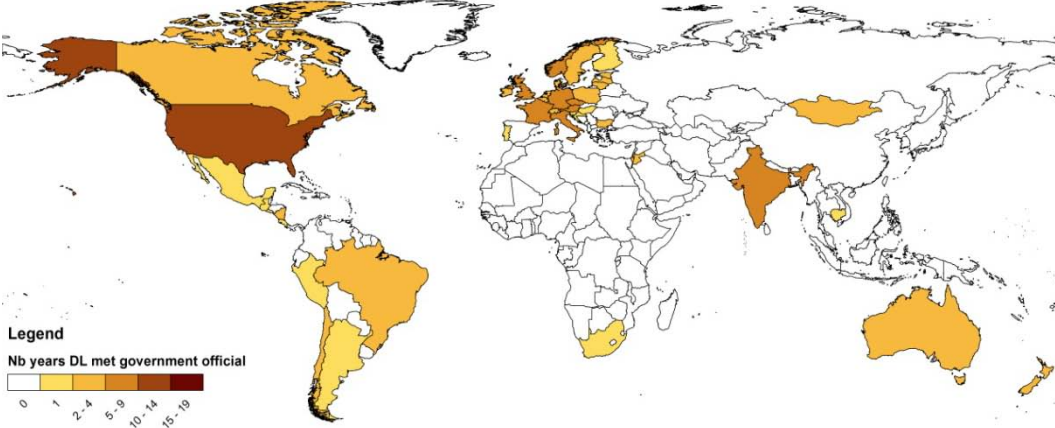 Legend
Nb years DL met government official
0 1 2 - 4 5 - 9 10 - 14 15 - 19